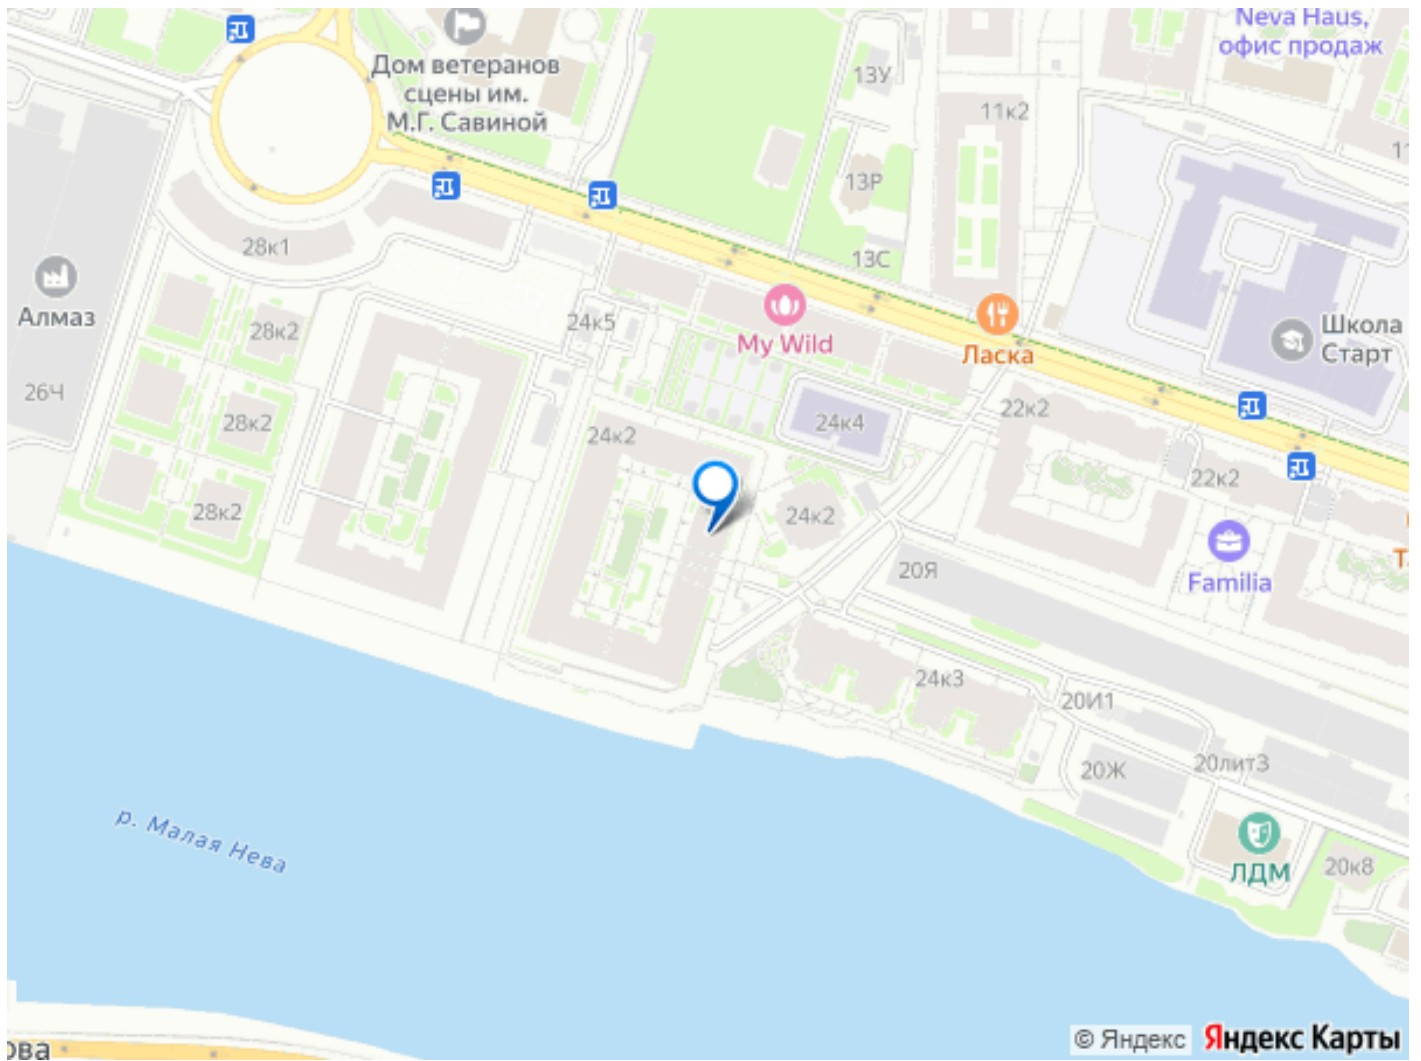 Neva Haus,
офис продаж
Дом ветеранов
сцены им.
М.Г. Савиной
13У
11к2
11
13Р
28к1
13С
Алмаз
28к2
24к5
My Wild
Ласка
Школа
Старт
26Ч
28к2
24к2
24к4
22к2
28к2
24к2
22к2
20Я
Familia
24к3
20И1
20Ж
20лит3
р. Малая Нева
ЛДМ
20к8
© Яндекс Яндекс Карты